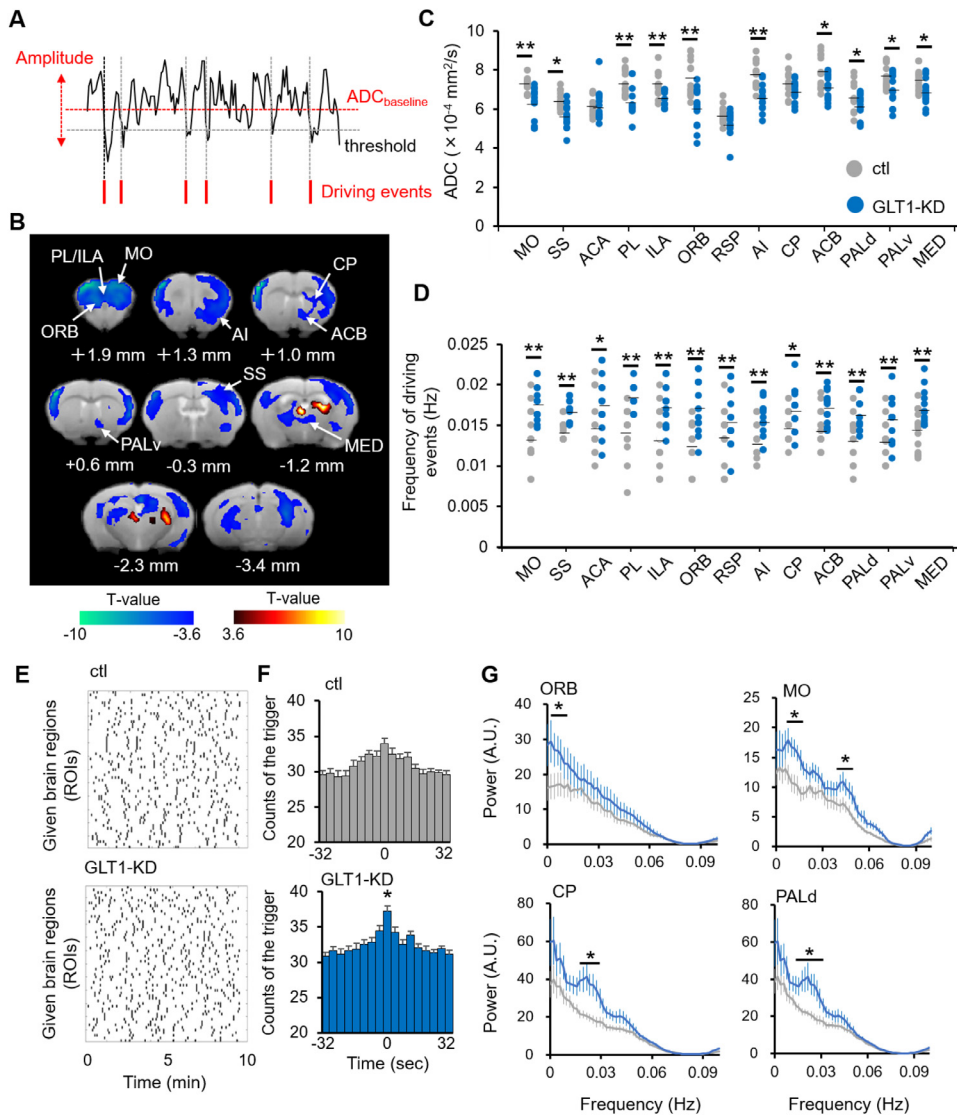 A
Amplitude
ADCbaseline
threshold
Driving events
B
PL/ILA
MO
CP
ORB
AI
ACB
+1.9 mm
+1.3 mm
+1.0 mm
SS
PALv
MED
+0.6 mm
-0.3 mm
-1.2 mm
-2.3 mm
-3.4 mm
T-value
T-value
-10
-3.6
3.6
10
C
ADC ( × 10-4 mm2/s)
10
8
6
4
2
0
** * ** ** ** ** * * * *
ctl
GLT1-KD
MO SS ACA PL ILA ORB RSP AI CP ACB PALd PALv MED
D
Frequency of driving
events (Hz)
0.025
0.02
0.015
0.01
0.005
0
** ** * ** ** ** ** ** * ** ** ** **
MO SS ACA PL ILA ORB RSP AI CP ACB PALd PALv MED
E
ctl
Given brain regions
(ROIs)
GLT1-KD
Given brain regions
(ROIs)
0 5 10
Time (min)
F
ctl
Counts of the trigger
40
35
30
25
20
-32 0 32
GLT1-KD
*
Counts of the trigger
40
35
30
25
20
-32 0 32
Time (sec)
G
ORB
*
Power (A.U.)
40
30
20
10
0
0 0.03 0.06 0.09
MO
* *
25
20
15
10
5
0
0 0.03 0.06 0.09
CP
*
Power (A.U.)
80
60
40
20
0
0 0.03 0.06 0.09
Frequency (Hz)
PALd
*
80
60
40
20
0
0 0.03 0.06 0.09
Frequency (Hz)